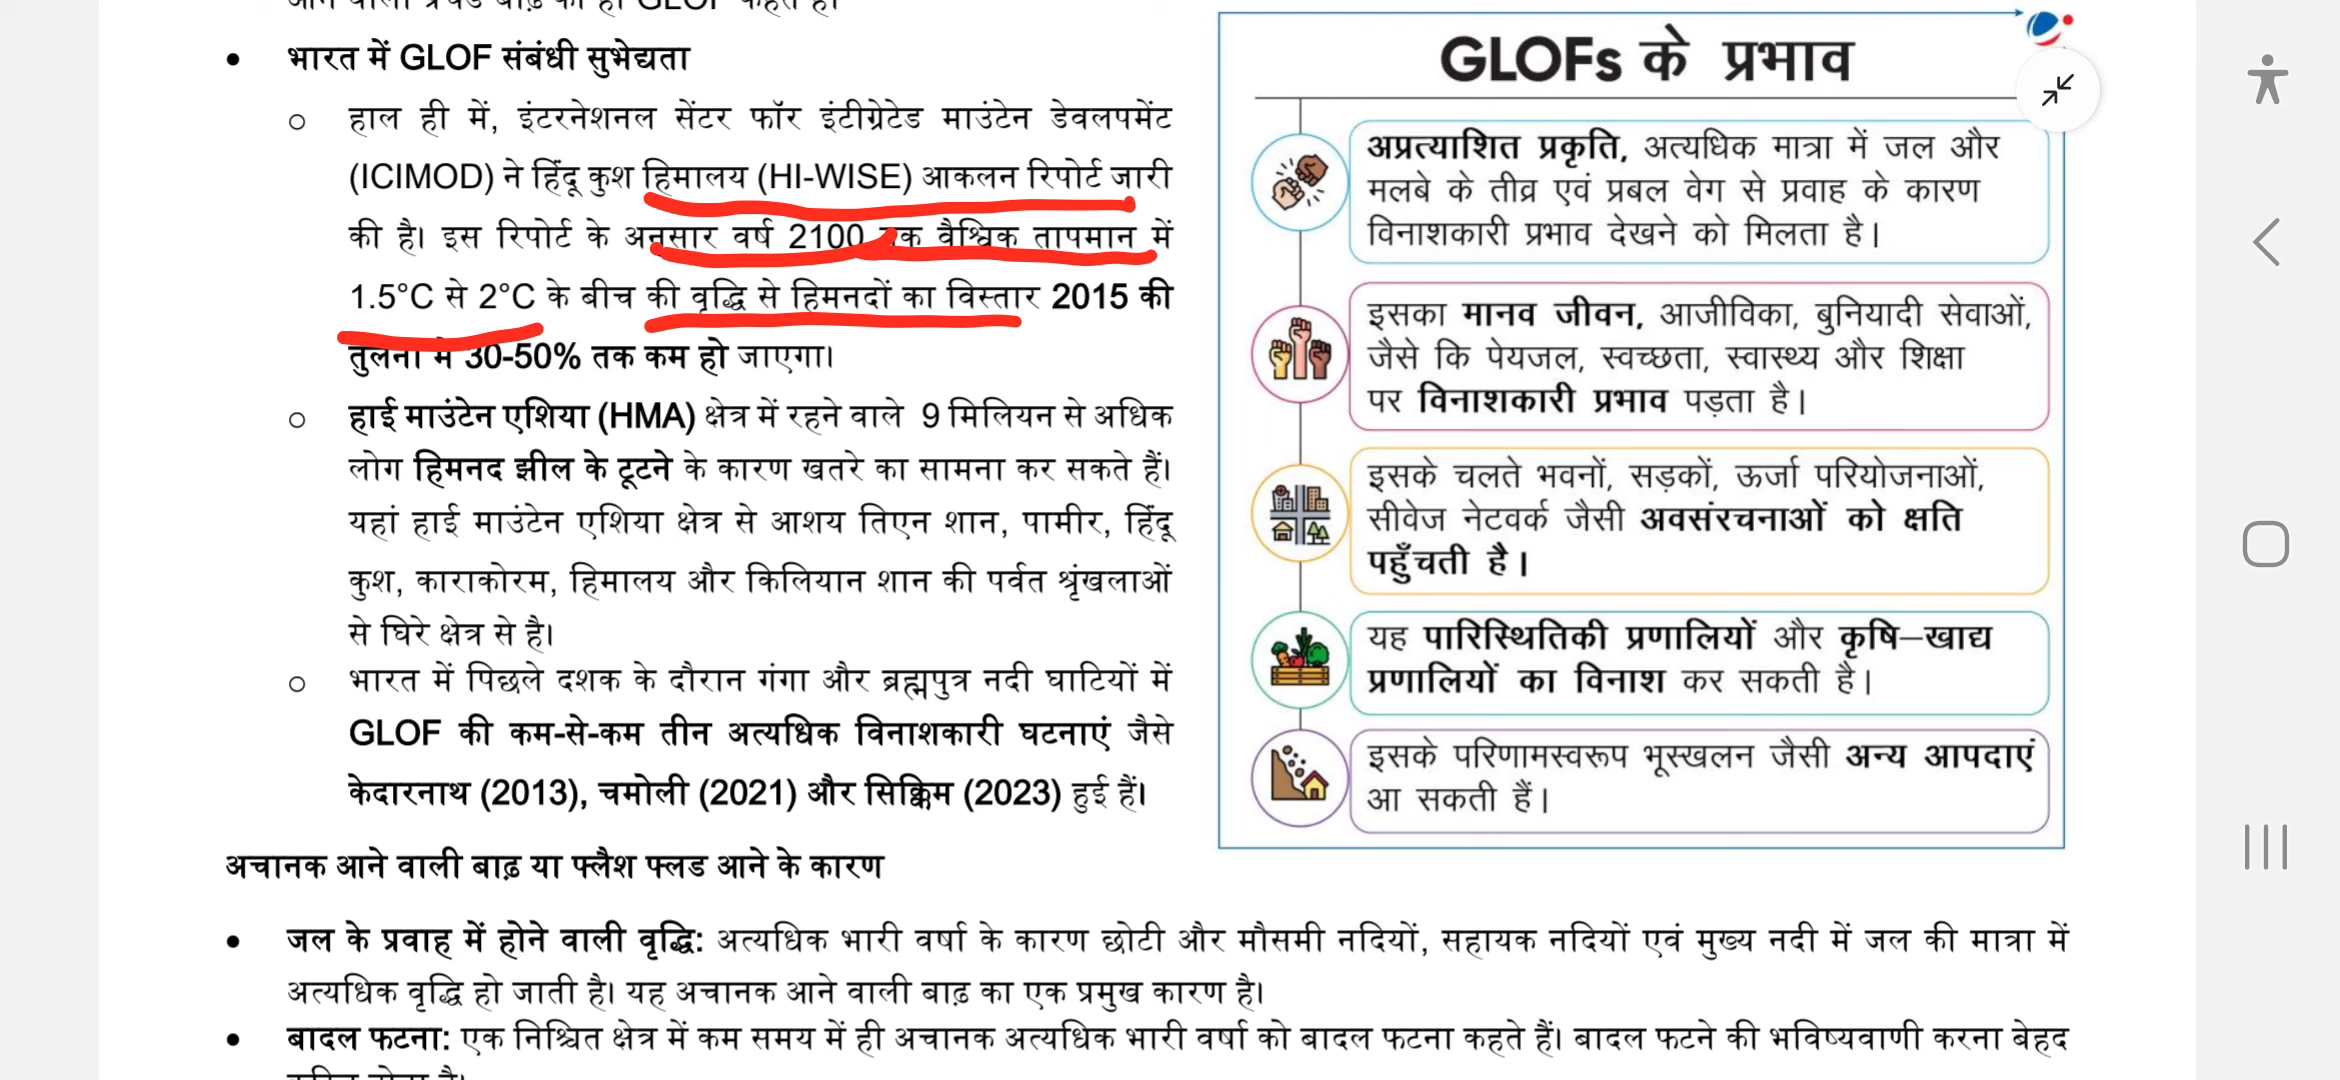 भारत में GLOF संबंधी सुभेद्यता
हाल ही में, इंटरनेशनल सेंटर फॉर इंटीग्रेटेड माउंटेन डेवलपमेंट
(ICIMOD) ने हिंदू कुश हिमालय (HI-WISE) आकलन रिपोर्ट जारी
की है। इस रिपोर्ट के अनुसार वर्ष 2100 तक वैश्विक तापमान में
1.5°C से 2°C के बीच की वृद्धि से हिमनदों का विस्तार 2015 की
तुलना में 30-50% तक कम हो जाएगा।
हाई माउंटेन एशिया (HMA) क्षेत्र में रहने वाले 9 मिलियन से अधिक
लोग हिमनद झील के टूटने के कारण खतरे का सामना कर सकते हैं।
यहां हाई माउंटेन एशिया क्षेत्र से आशय तिएन शान, पामीर, हिंदू
कुश, काराकोरम, हिमालय और किलियान शान की पर्वत श्रृंखलाओं
से घिरे क्षेत्र से है।
भारत में पिछले दशक के दौरान गंगा और ब्रह्मपुत्र नदी घाटियों में
GLOF की कम-से-कम तीन अत्यधिक विनाशकारी घटनाएं जैसे
केदारनाथ (2013), चमोली (2021) और सिक्किम (2023) हुई हैं।
GLOFs के प्रभाव
अप्रत्याशित प्रकृति, अत्यधिक मात्रा में जल और
मलबे के तीव्र एवं प्रबल वेग से प्रवाह के कारण
विनाशकारी प्रभाव देखने को मिलता है।
इसका मानव जीवन, आजीविका, बुनियादी सेवाओं,
जैसे कि पेयजल, स्वच्छता, स्वास्थ्य और शिक्षा
पर विनाशकारी प्रभाव पड़ता है।
इसके चलते भवनों, सड़कों, ऊर्जा परियोजनाओं,
सीवेज नेटवर्क जैसी अवसंरचनाओं को क्षति
पहुँचती है।
यह पारिस्थितिकी प्रणालियों और कृषि–खाद्य
प्रणालियों का विनाश कर सकती है।
इसके परिणामस्वरूप भूस्खलन जैसी अन्य आपदाएं
आ सकती हैं।
अचानक आने वाली बाढ़ या फ्लैश फ्लड आने के कारण
जल के प्रवाह में होने वाली वृद्धि: अत्यधिक भारी वर्षा के कारण छोटी और मौसमी नदियों, सहायक नदियों एवं मुख्य नदी में जल की मात्रा में
अत्यधिक वृद्धि हो जाती है। यह अचानक आने वाली बाढ़ का एक प्रमुख कारण है।
बादल फटना: एक निश्चित क्षेत्र में कम समय में ही अचानक अत्यधिक भारी वर्षा को बादल फटना कहते हैं। बादल फटने की भविष्यवाणी करना बेहद